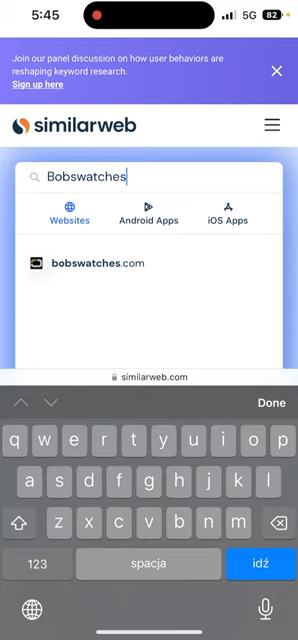 5:45
5G 82
Join our panel discussion on how user behaviors are
reshaping keyword research.
Sign up here
similarweb
Bobswatches
Websites
Android Apps
iOS Apps
bobswatches.com
similarweb.com
Done
q w e r t y u i o p
a s d f g h j k l
z x c v b n m
123 spacja idź